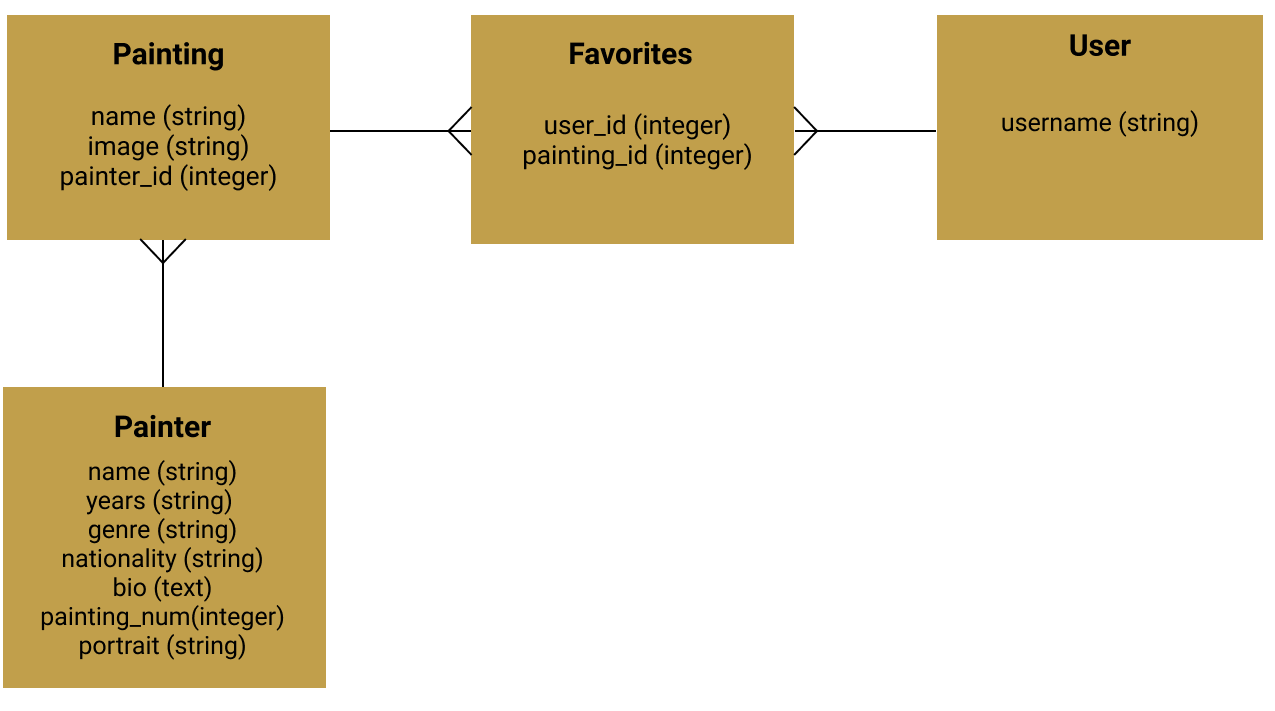 Painting
name (string)
image (string)
painter_id (integer)
Favorites
user_id (integer)
painting_id (integer)
User
username (string)
Painter
name (string)
years (string)
genre (string)
nationality (string)
bio (text)
painting_num(integer)
portrait (string)